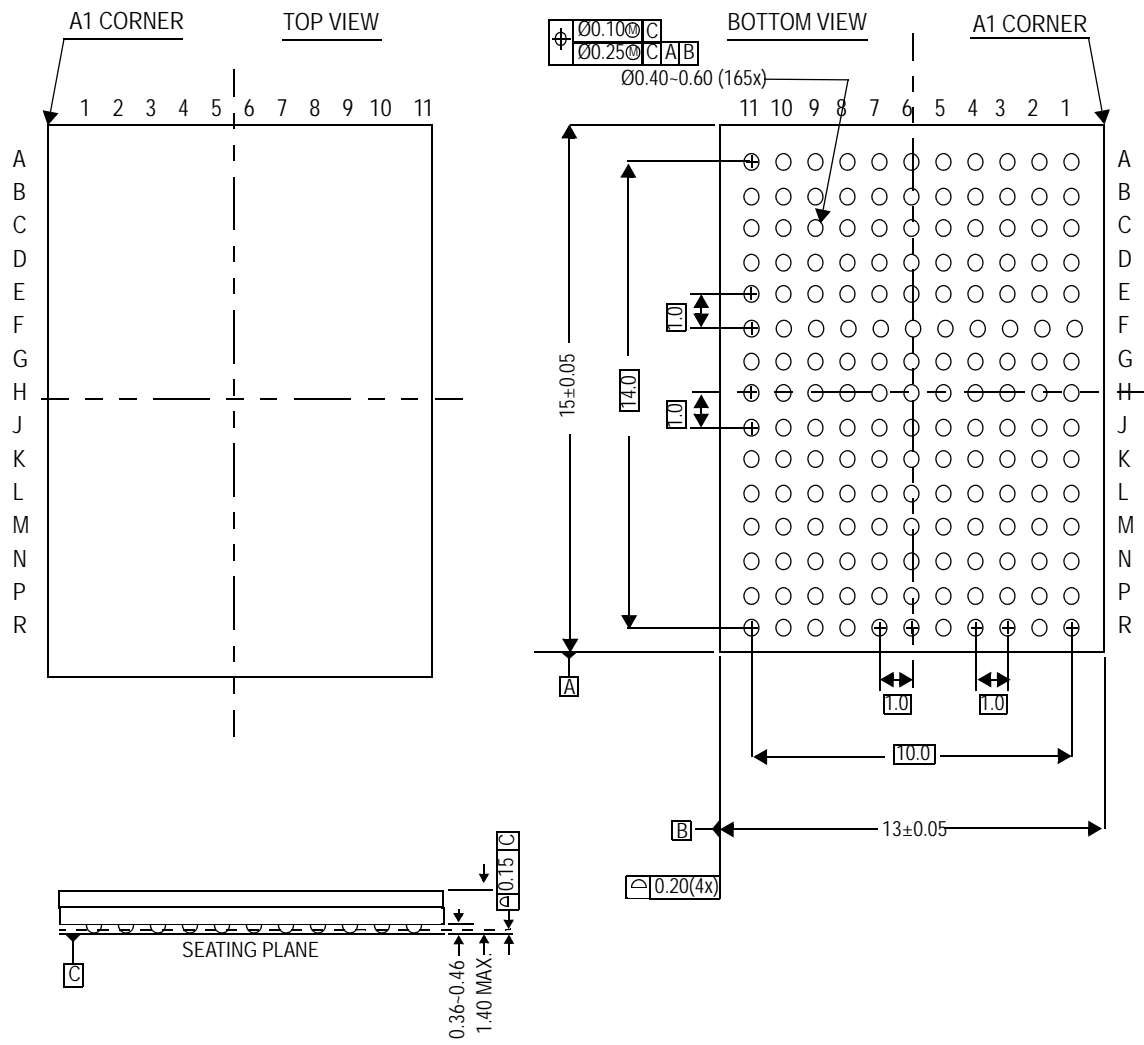 A1 CORNER
TOP VIEW
1 2 3 4 5 6 7 8 9 10 11
A
B
C
D
E
F
G
H
J
K
L
M
N
P
R
Ø0.10Ⓜ C
Ø0.25Ⓜ C A B
BOTTOM VIEW
A1 CORNER
Ø0.40~0.60 (165x)
11 10 9 8 7 6 5 4 3 2 1
A
B
C
D
E
F
G
H
J
K
L
M
N
P
R
15±0.05
14.0
1.0
1.0
A
1.0
1.0
10.0
B
13±0.05
0.20(4x)
0.15 C
SEATING PLANE
C
0.36~0.46
1.40 MAX.